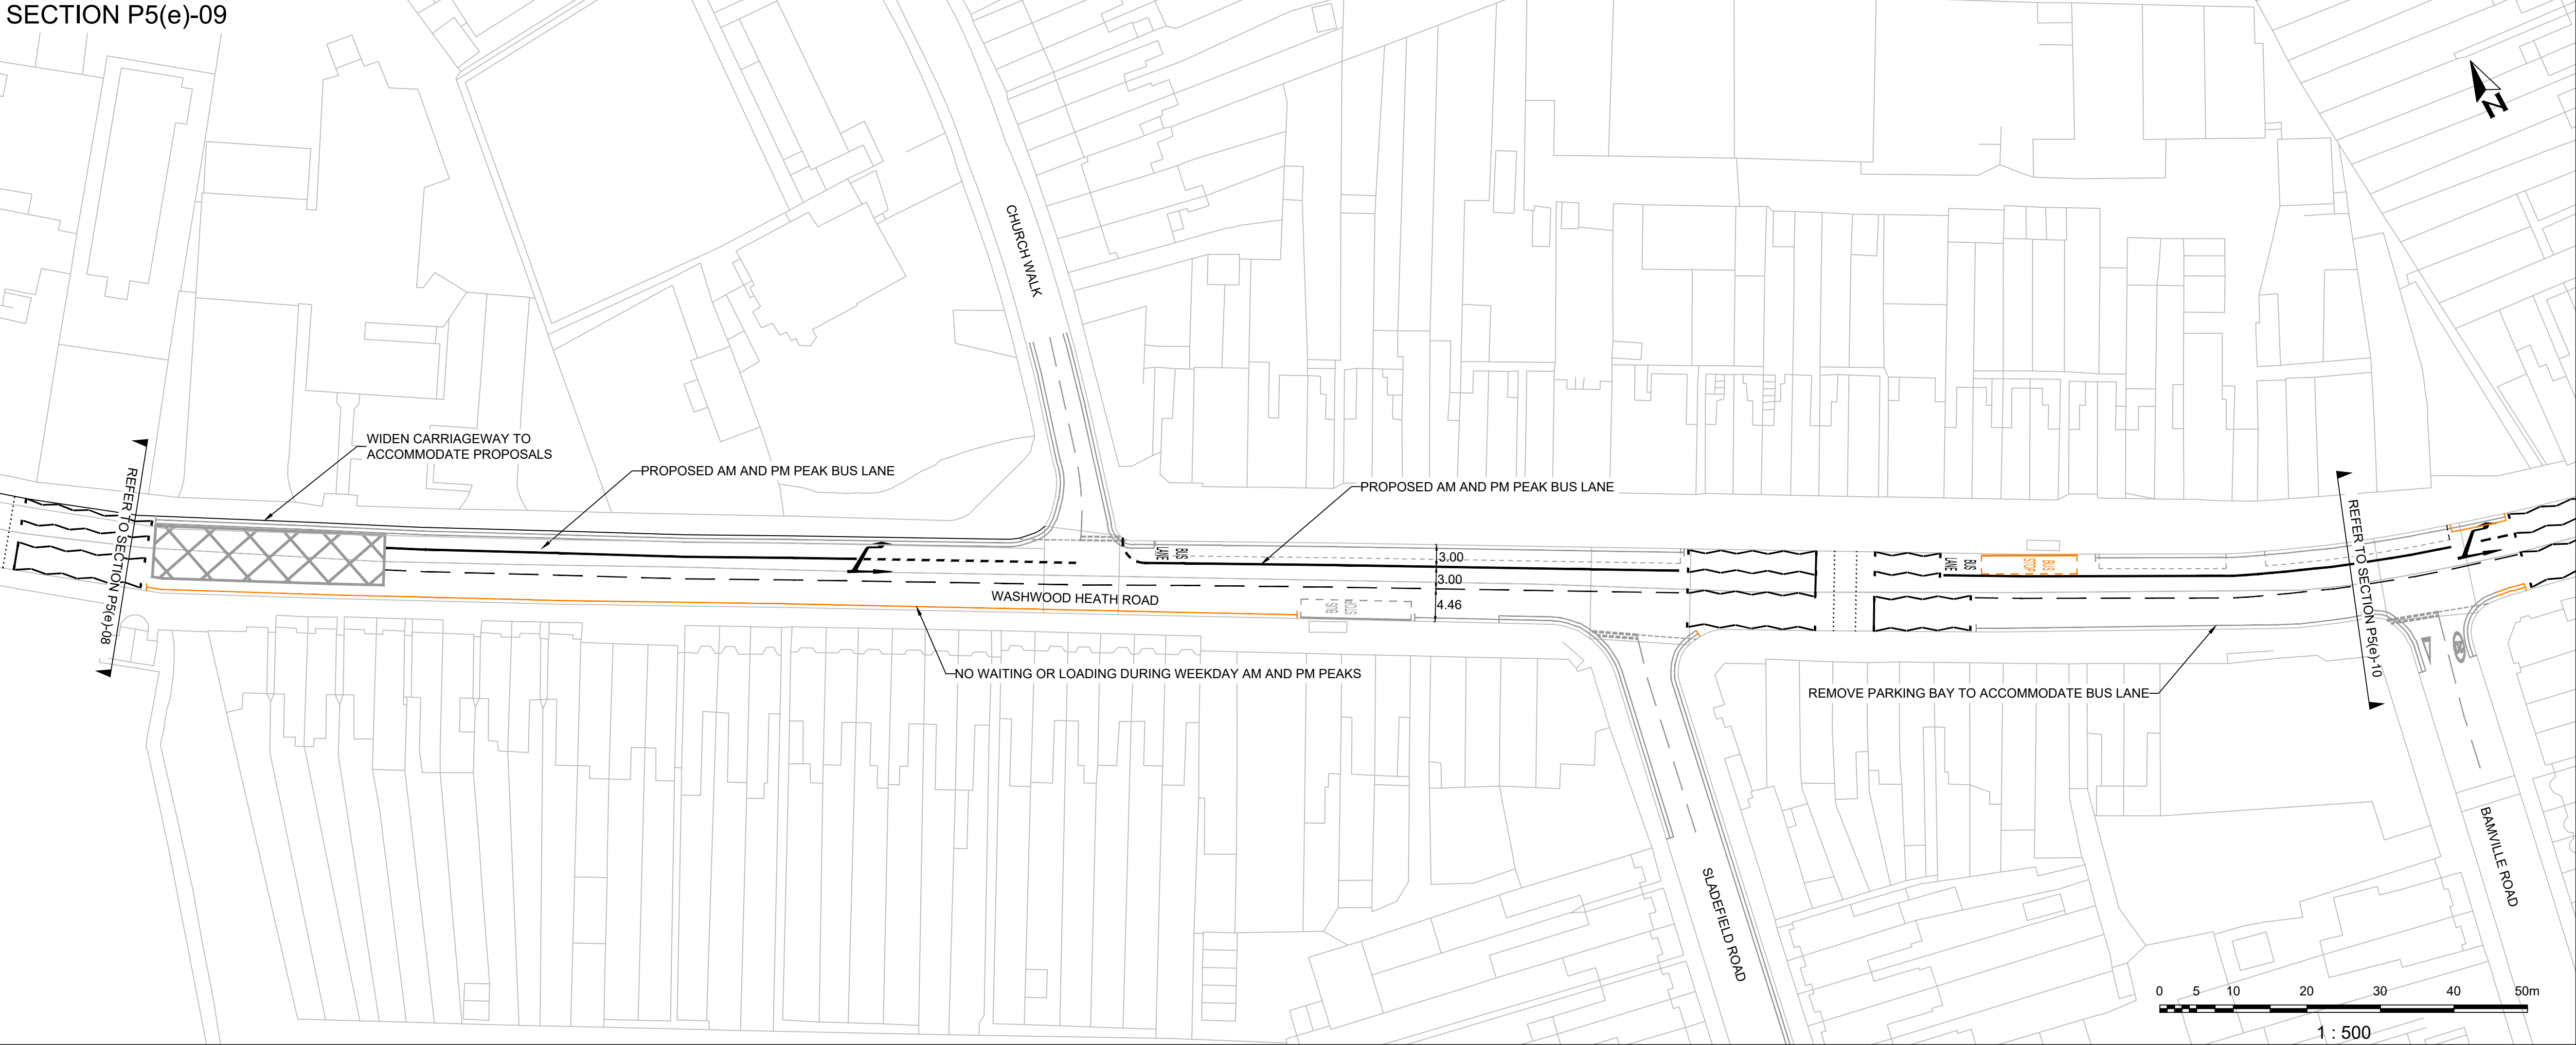 SECTION P5(e)-09
N
CHURCH WALK
WIDEN CARRIAGEWAY TO
ACCOMMODATE PROPOSALS
PROPOSED AM AND PM PEAK BUS LANE
PROPOSED AM AND PM PEAK BUS LANE
REFER TO SECTION P5(e)-08
REFER TO SECTION P5(e)-10
BUS
LANE
3.00
3.00
4.46
BUS
LANE
BUS
STOP
WASHWOOD HEATH ROAD
BUS
STOP
NO WAITING OR LOADING DURING WEEKDAY AM AND PM PEAKS
REMOVE PARKING BAY TO ACCOMMODATE BUS LANE
SLADEFIELD ROAD
BAMVILLE ROAD
0 5 10 20 30 40 50m
1 : 500